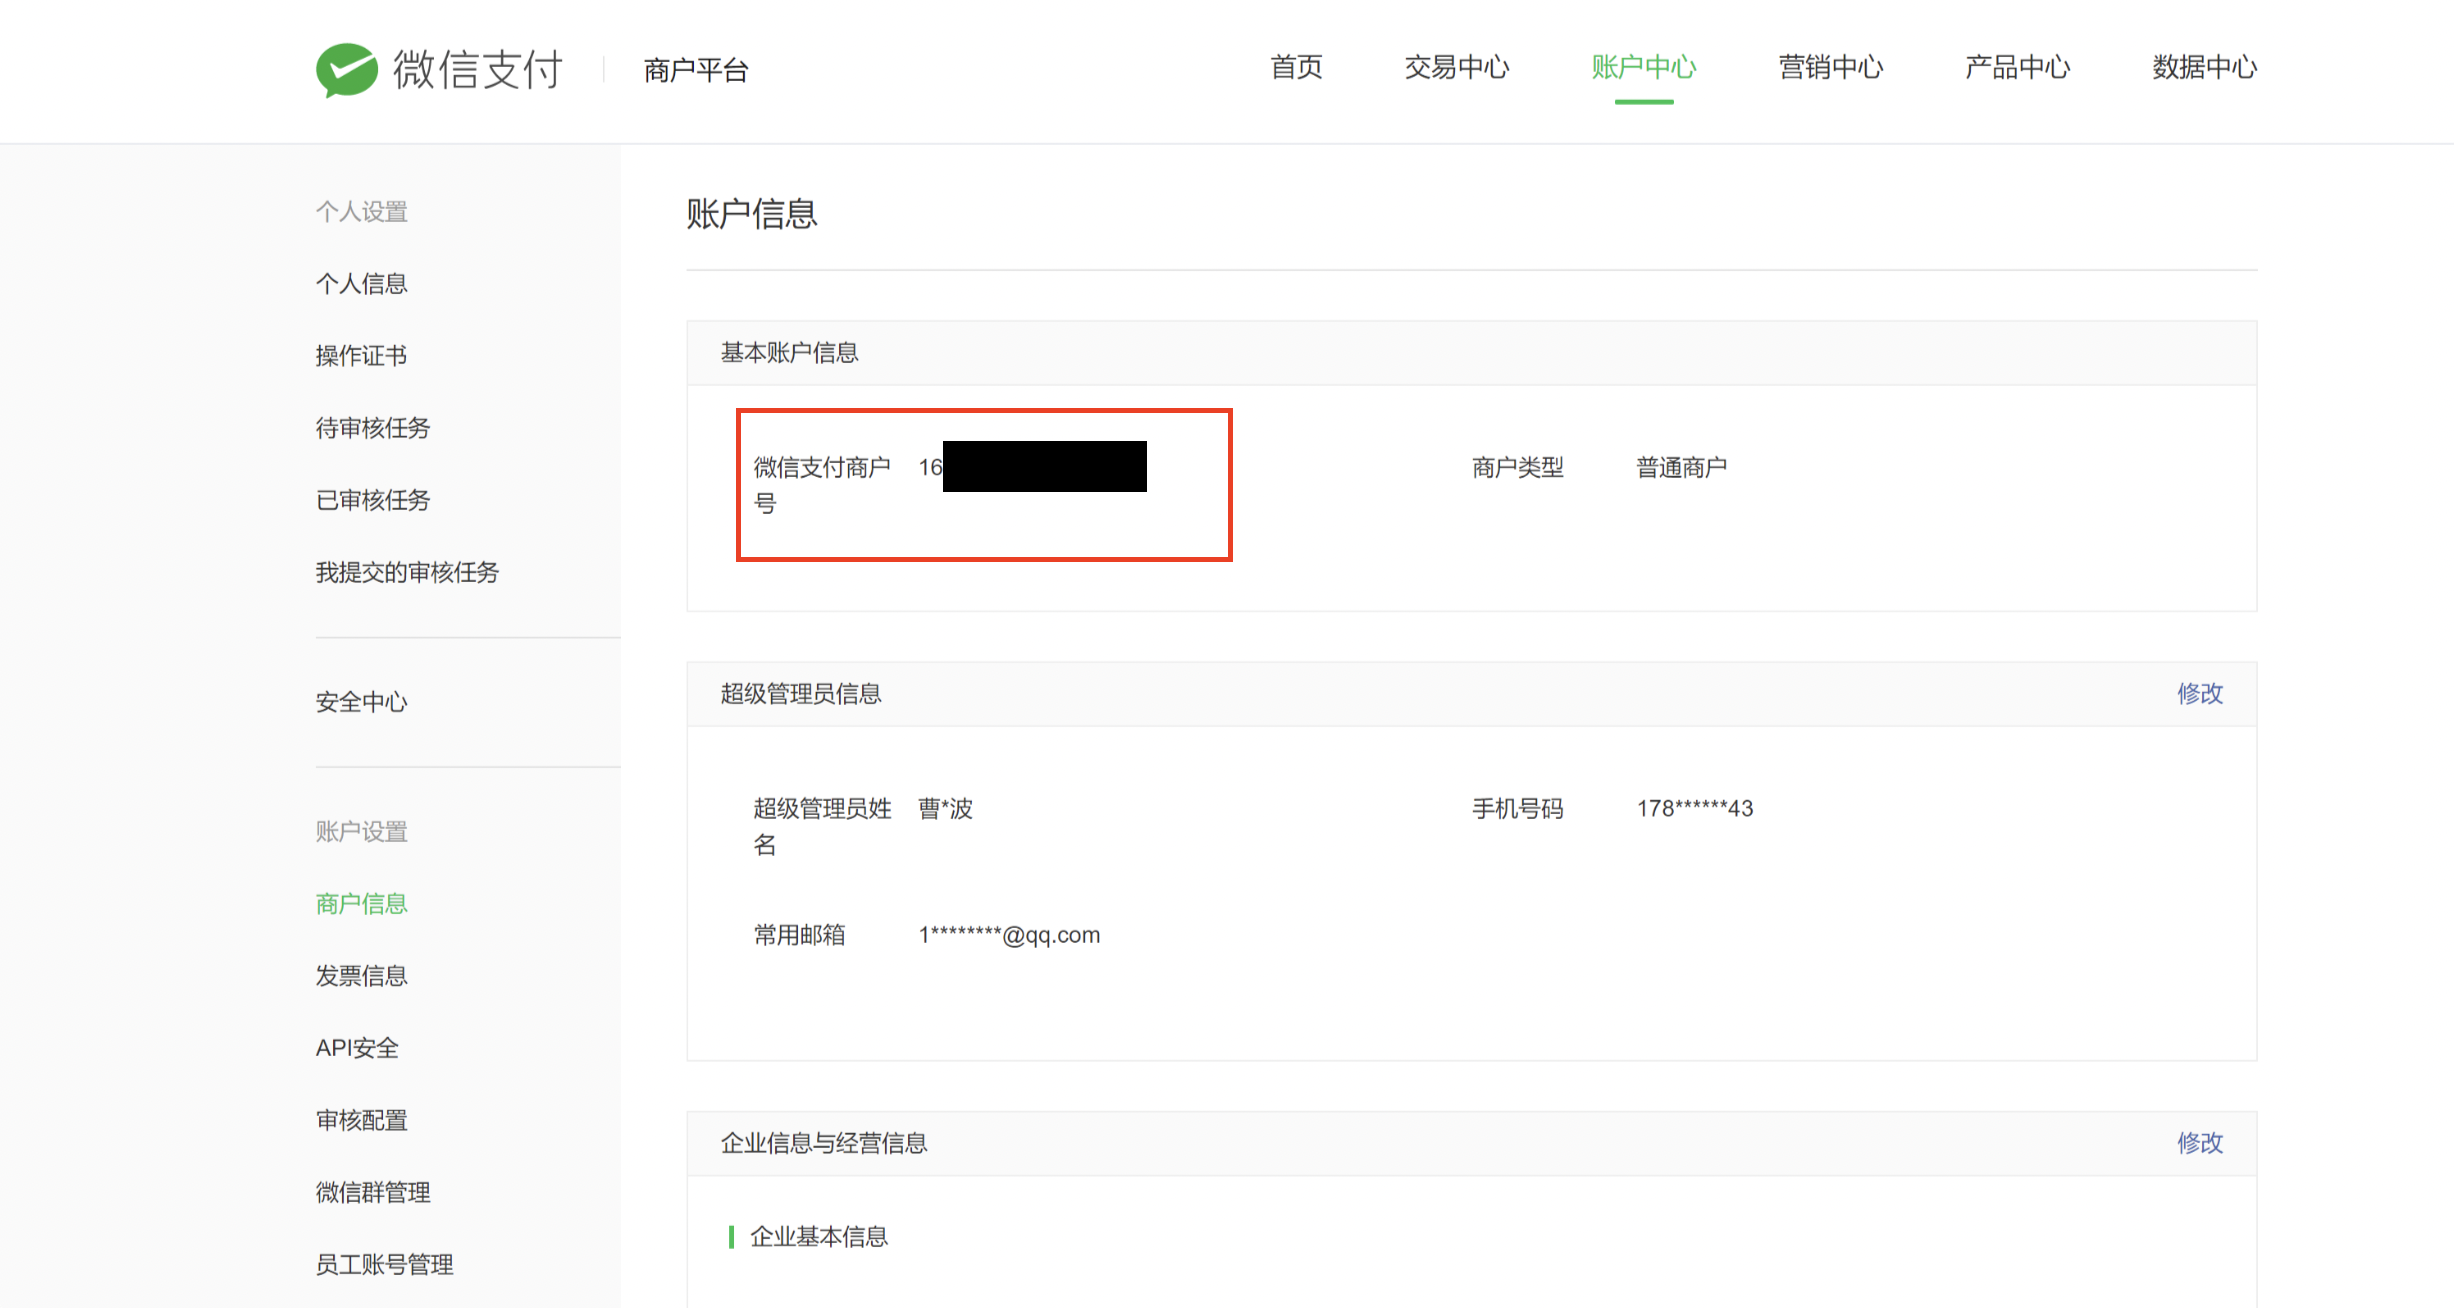 微信支付 商户平台 首页 交易中心 账户中心 营销中心 产品中心 数据中心
个人设置
个人信息
操作证书
待审核任务
已审核任务
我提交的审核任务
安全中心
账户设置
商户信息
发票信息
API安全
审核配置
微信群管理
员工账号管理
账户信息
基本账户信息
微信支付商户号 16
商户类型 普通商户
超级管理员信息 修改
超级管理员姓名 曹*波
手机号码 178******43
常用邮箱 1********@qq.com
企业信息与经营信息 修改
企业基本信息